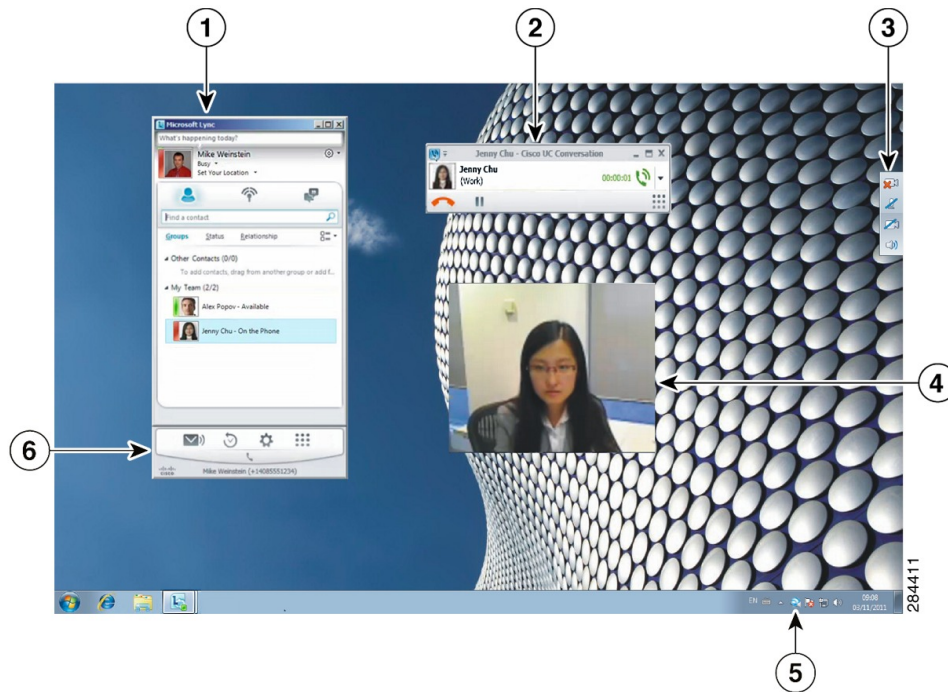 1
2
3
Microsoft Lync
What's happening today?
Mike Weinstein
Busy
Set Your Location
Find a contact
Groups Status Relationship
Other Contacts (0/0)
To add contacts, drag from another group or add f...
My Team (2/2)
Alex Popov - Available
Jenny Chu - On the Phone
CISCO
Mike Weinstein (+14085551234)
Jenny Chu - Cisco UC Conversation
Jenny Chu
(Work)
00:00:01
4
6
EN
09:08
03/11/2011
284411
5